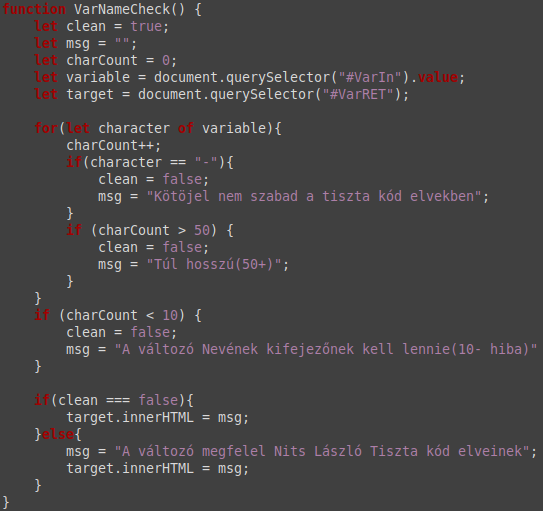 function VarNameCheck() {
    let clean = true;
    let msg = "";
    let charCount = 0;
    let variable = document.querySelector("#VarIn").value;
    let target = document.querySelector("#VarRET");

    for(let character of variable){
        charCount++;
        if(character == "-"){
            clean = false;
            msg = "Kötöjel nem szabad a tiszta kód elvekben";
        }
        if (charCount > 50) {
            clean = false;
            msg = "Túl hosszú(50+)";
        }
    }
    if (charCount < 10) {
        clean = false;
        msg = "A változó Nevének kifejezőnek kell lennie(10- hiba)"
    }

    if(clean === false){
        target.innerHTML = msg;
    }else{
        msg = "A változó megfelel Nits László Tiszta kód elveinek";
        target.innerHTML = msg;
    }
}